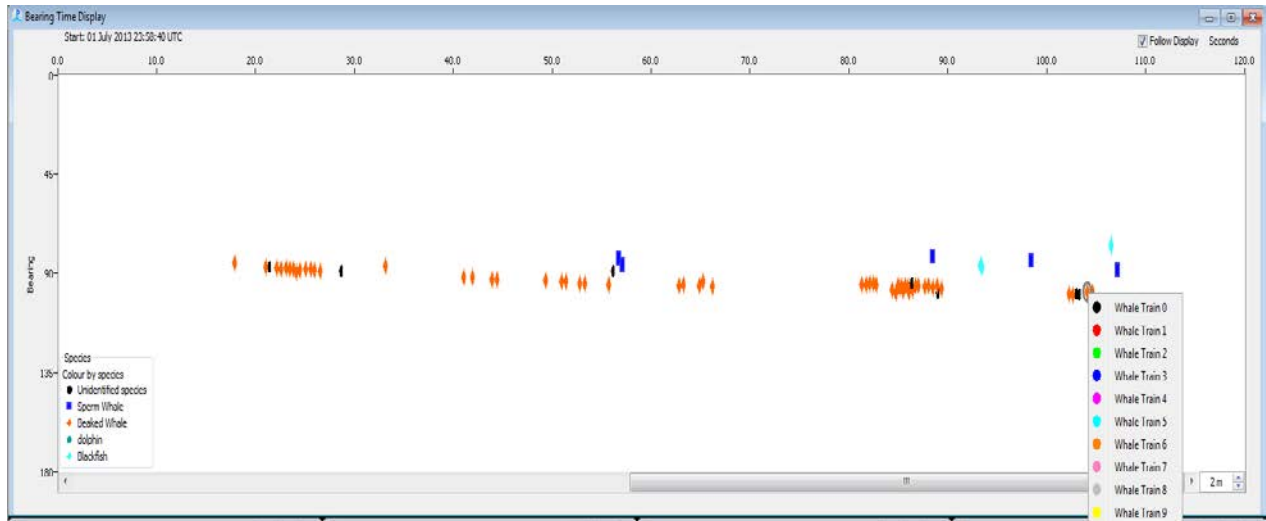 Bearing Time Display
Start: 01 July 2013 23:58:40 UTC
Follow Display Seconds
0.0 10.0 20.0 30.0 40.0 50.0 60.0 70.0 80.0 90.0 100.0 110.0 120.0
0
45
90
135
180
Bearing
Species
Colour by species
Unidentified species
Sperm Whale
Beaked Whale
dolphin
Blackfish
Whale Train 0
Whale Train 1
Whale Train 2
Whale Train 3
Whale Train 4
Whale Train 5
Whale Train 6
Whale Train 7
Whale Train 8
Whale Train 9
2 m